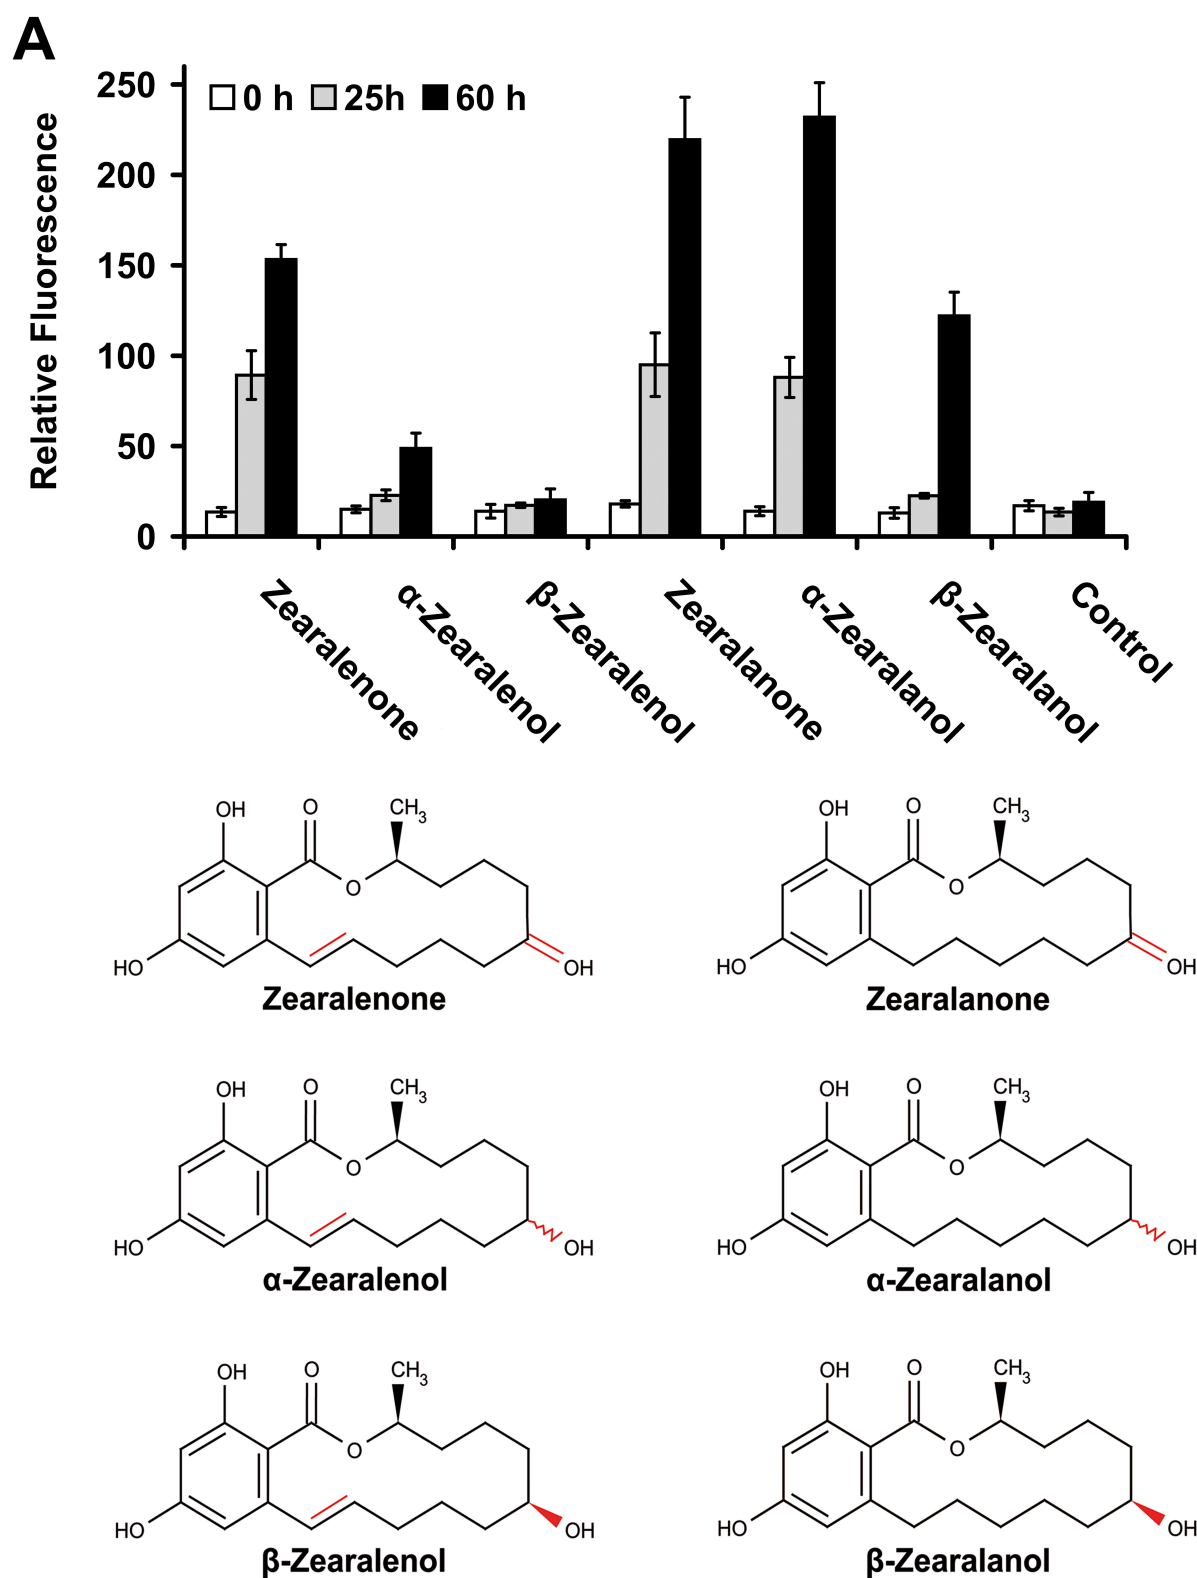 A
Relative Fluorescence
250
200
150
100
50
0
0 h 25h 60 h
Zearalenone
α-Zearalenol
β-Zearalenol
Zearalanone
α-Zearalanol
β-Zearalanol
Control
OH O CH3
O
HO OH
Zearalenone
OH O CH3
O
HO OH
Zearalanone
OH O CH3
O
HO OH
α-Zearalenol
OH O CH3
O
HO OH
α-Zearalanol
OH O CH3
O
HO OH
β-Zearalenol
OH O CH3
O
HO OH
β-Zearalanol